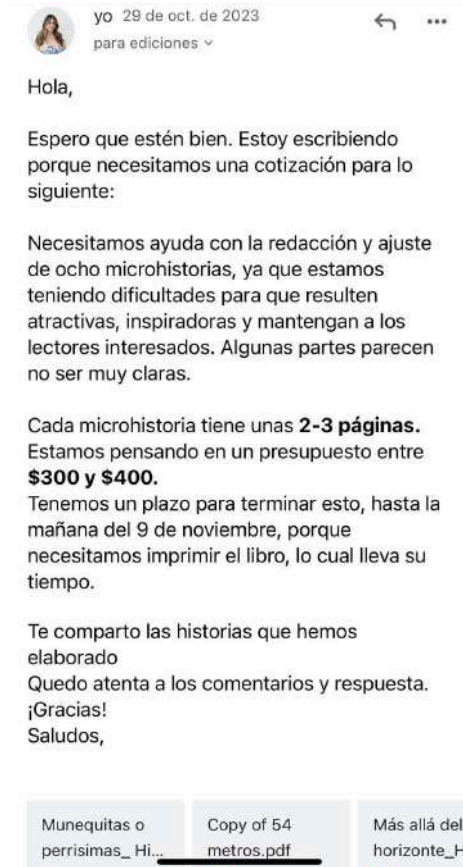 yo 29 de oct. de 2023
para ediciones
Hola,
Espero que estén bien. Estoy escribiendo
porque necesitamos una cotización para lo
siguiente:
Necesitamos ayuda con la redacción y ajuste
de ocho microhistorias, ya que estamos
teniendo dificultades para que resulten
atractivas, inspiradoras y mantengan a los
lectores interesados. Algunas partes parecen
no ser muy claras.
Cada microhistoria tiene unas 2-3 páginas.
Estamos pensando en un presupuesto entre
$300 y $400.
Tenemos un plazo para terminar esto, hasta la
mañana del 9 de noviembre, porque
necesitamos imprimir el libro, lo cual lleva su
tiempo.
Te comparto las historias que hemos
elaborado
Quedo atenta a los comentarios y respuesta.
¡Gracias!
Saludos,
Munequitas o
perrisimas_ Hi...
Copy of 54
metros.pdf
Más allá del
horizonte_H